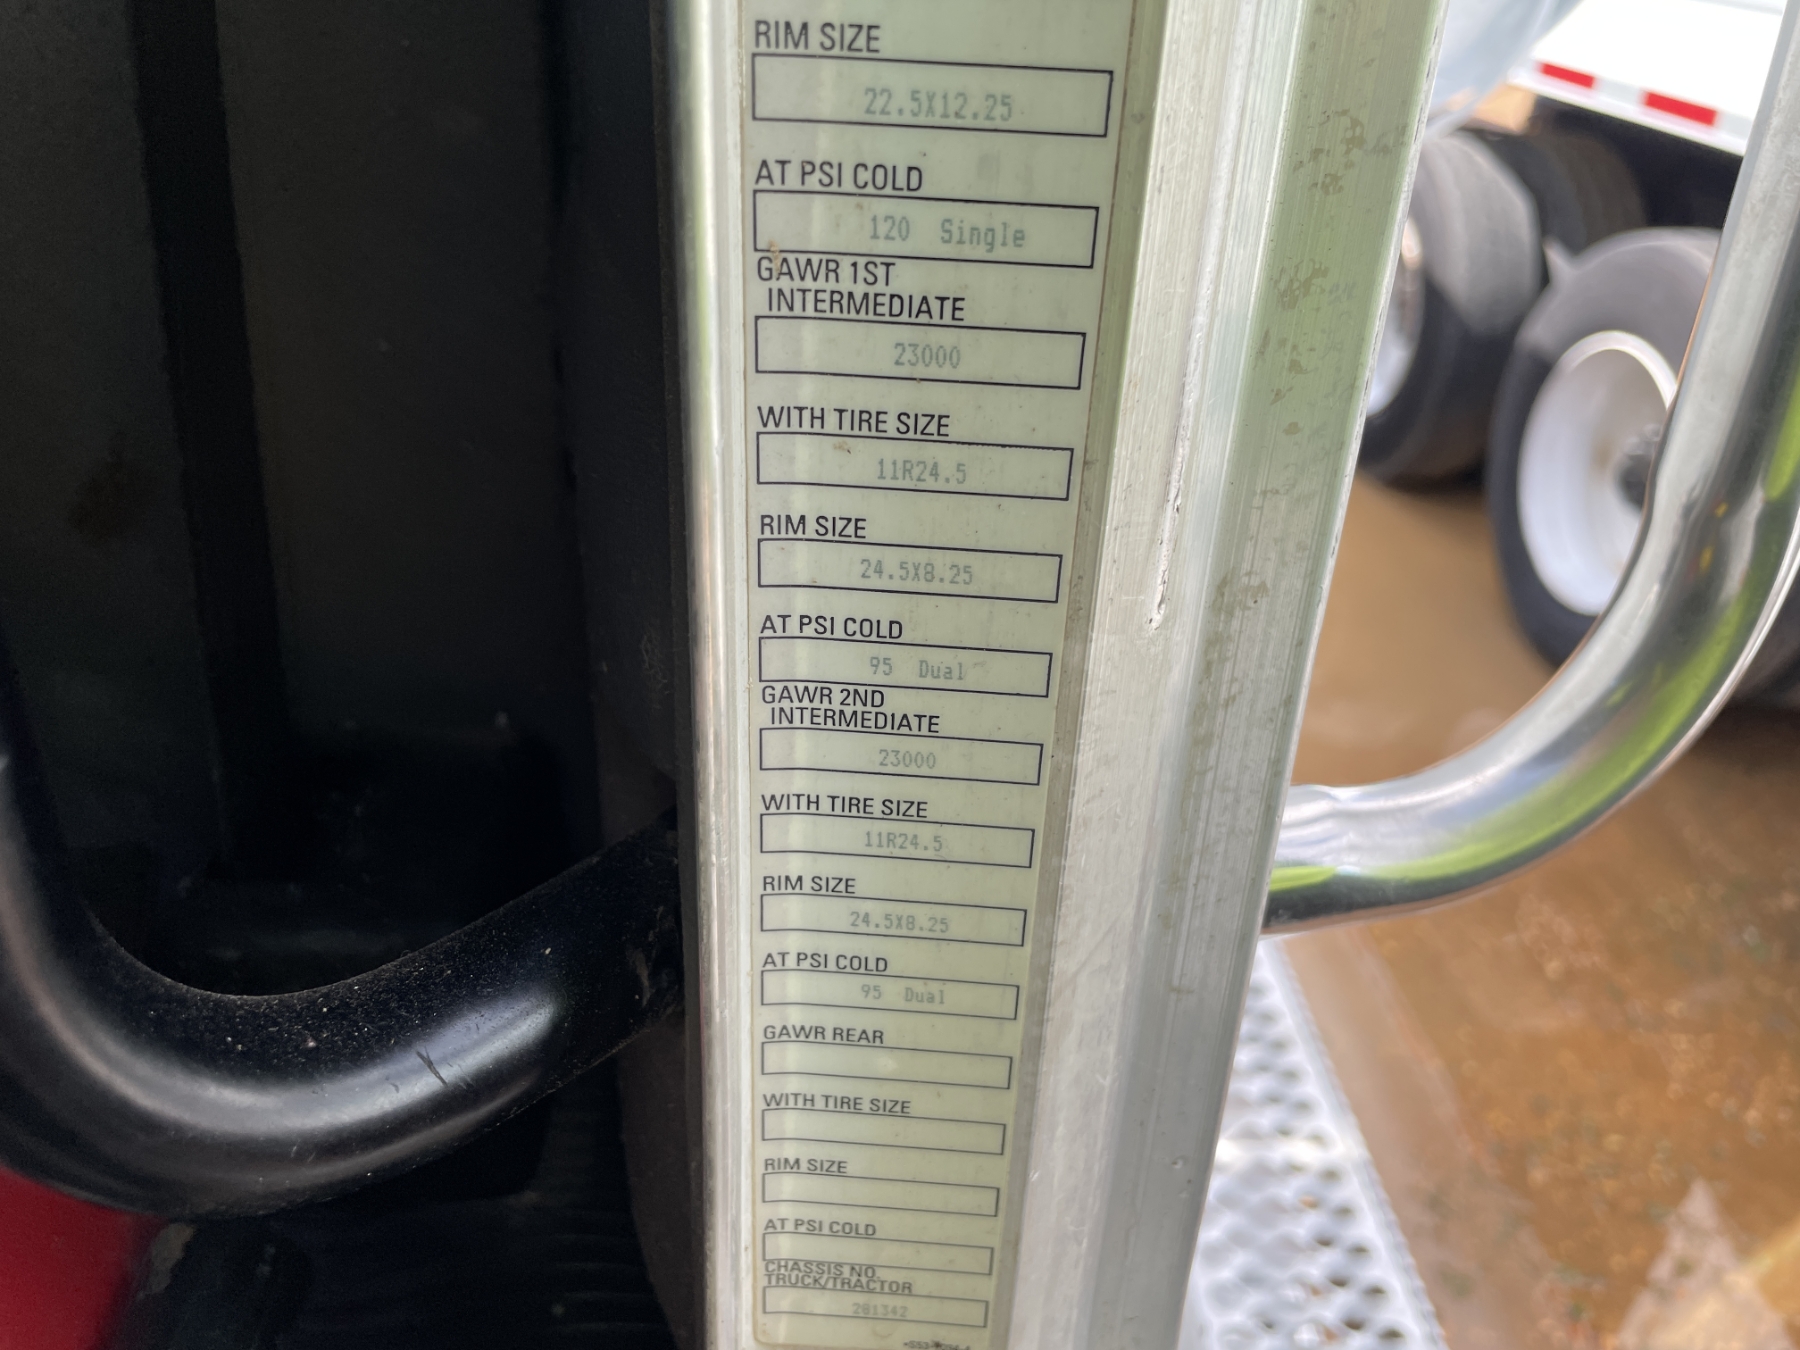 RIM SIZE
22.5X12.25
AT PSI COLD
120 Single
GAWR 1ST
INTERMEDIATE
23000
WITH TIRE SIZE
11R24.5
RIM SIZE
24.5X8.25
AT PSI COLD
95 Dual
GAWR 2ND
INTERMEDIATE
23000
WITH TIRE SIZE
11R24.5
RIM SIZE
24.5X8.25
AT PSI COLD
95 Dual
GAWR REAR
WITH TIRE SIZE
RIM SIZE
AT PSI COLD
CHASSIS NO.
TRUCK/TRACTOR
281342